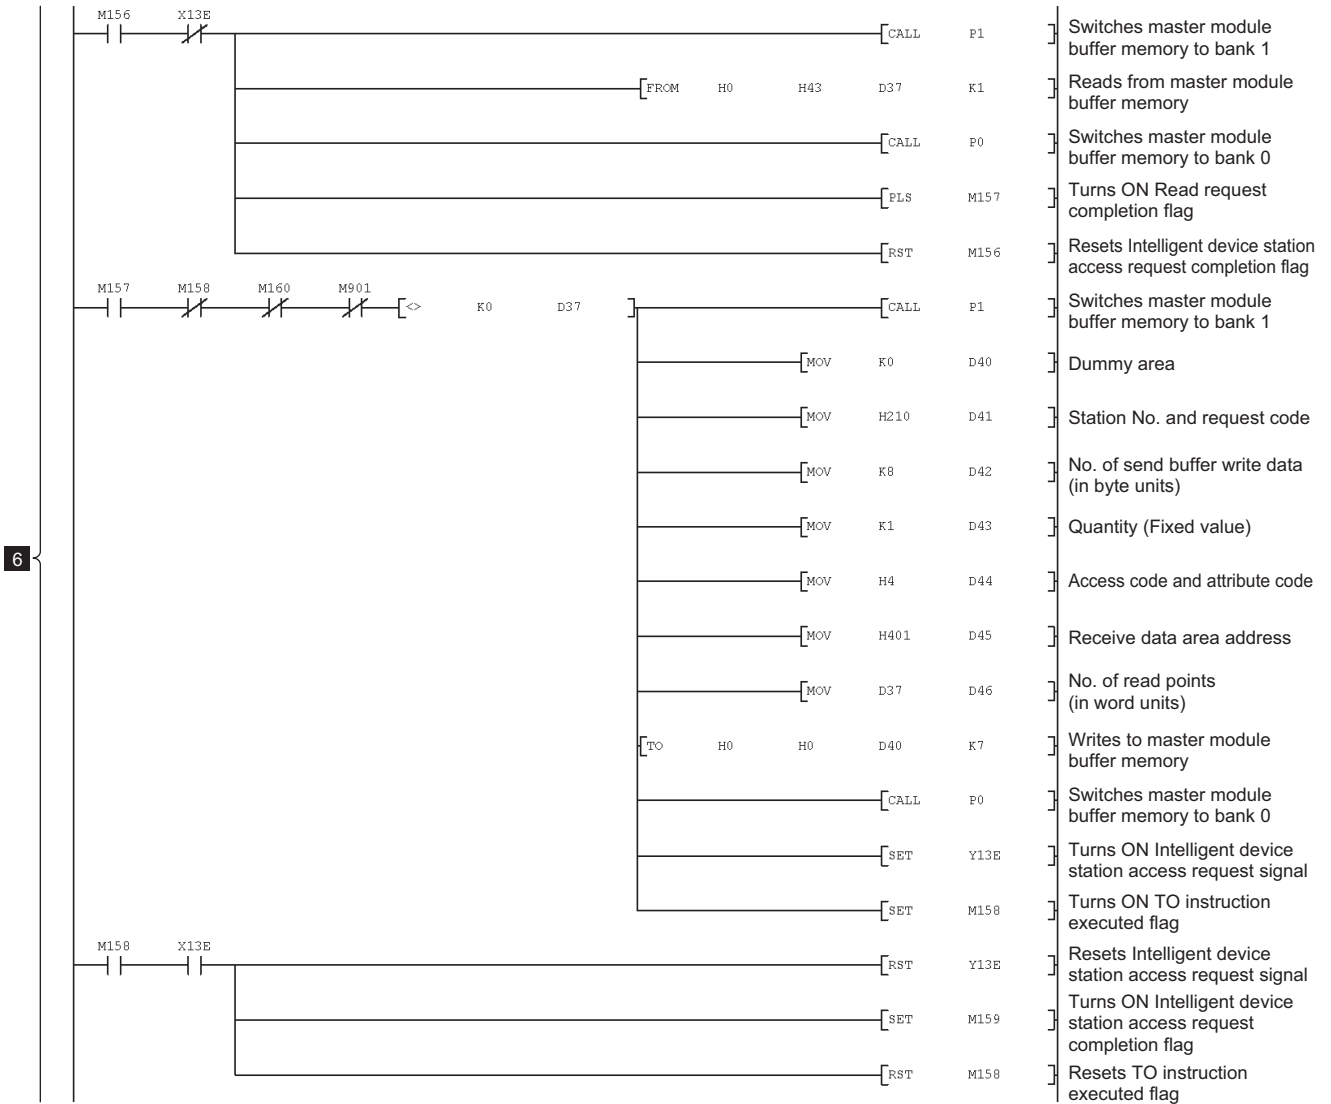 M156 X13E
CALL P1 Switches master module
buffer memory to bank 1
FROM H0 H43 D37 K1 Reads from master module
buffer memory
CALL P0 Switches master module
buffer memory to bank 0
PLS M157 Turns ON Read request
completion flag
RST M156 Resets Intelligent device station
access request completion flag
M157 M158 M160 M901
<> K0 D37 CALL P1 Switches master module
buffer memory to bank 1
MOV K0 D40 Dummy area
MOV H210 D41 Station No. and request code
MOV K8 D42 No. of send buffer write data
(in byte units)
MOV K1 D43 Quantity (Fixed value)
6
MOV H4 D44 Access code and attribute code
MOV H401 D45 Receive data area address
MOV D37 D46 No. of read points
(in word units)
TO H0 H0 D40 K7 Writes to master module
buffer memory
CALL P0 Switches master module
buffer memory to bank 0
SET Y13E Turns ON Intelligent device
station access request signal
SET M158 Turns ON TO instruction
executed flag
M158 X13E
RST Y13E Resets Intelligent device
station access request signal
SET M159 Turns ON Intelligent device
station access request
completion flag
RST M158 Resets TO instruction
executed flag